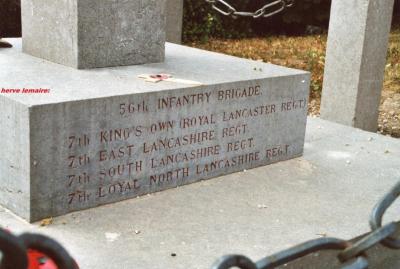 herve lemaire:
56th INFANTRY BRIGADE.
7th KING'S OWN (ROYAL LANCASTER REGT.)
7th EAST LANCASHIRE REGT.
7th SOUTH LANCASHIRE REGT.
7th LOYAL NORTH LANCASHIRE REGT.